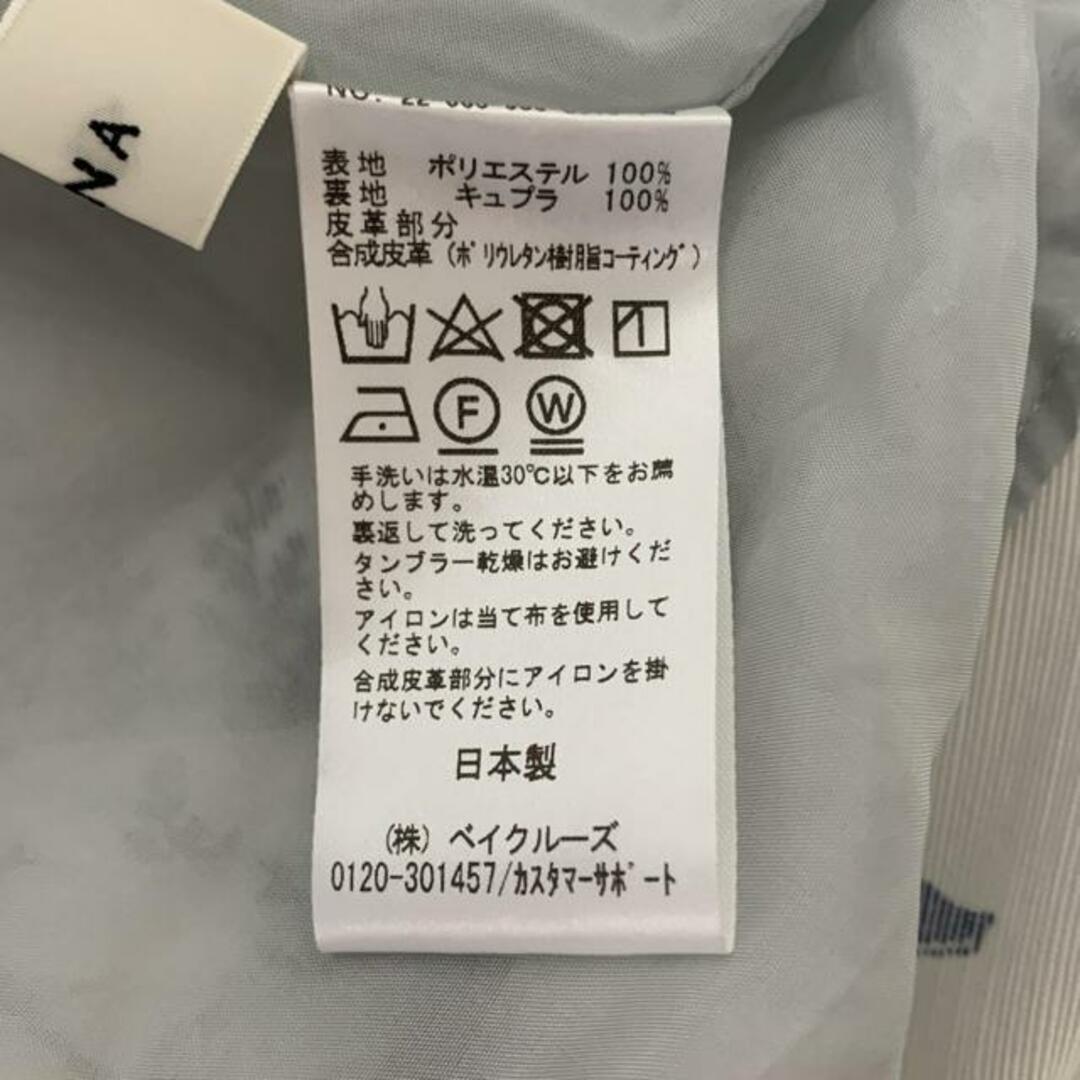 NA
NO. 22
表地 ポリエステル 100%
裏地 キュプラ 100%
皮革部分
合成皮革(ポリウレタン樹脂コーティング)
F
W
手洗いは水温30℃以下をお薦
めします。
裏返して洗ってください。
タンブラー乾燥はお避けくだ
さい。
アイロンは当て布を使用して
ください。
合成皮革部分にアイロンを掛
けないでください。
日本製
(株) ベイクルーズ
0120-301457/カスタマーサポート